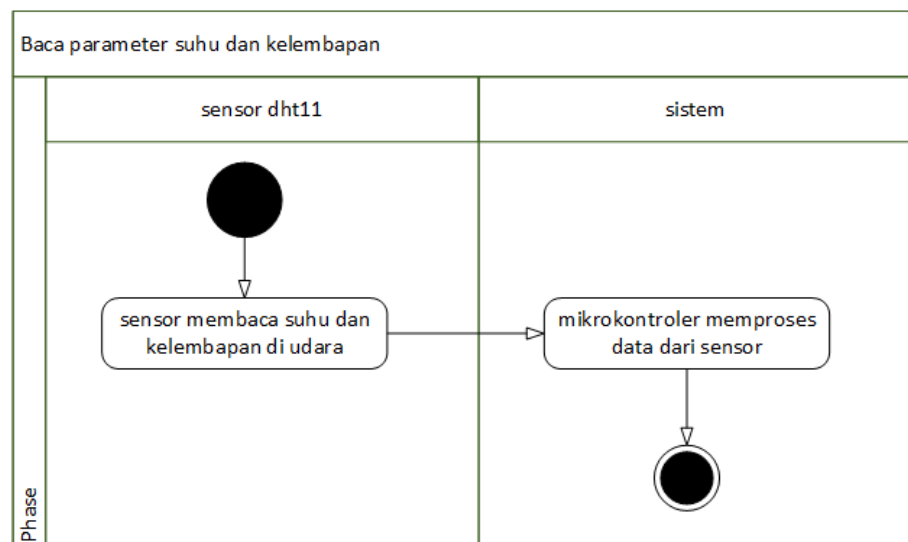 Baca parameter suhu dan kelembapan
sensor dht11
sistem
sensor membaca suhu dan
kelembapan di udara
mikrokontroler memproses
data dari sensor
Phase